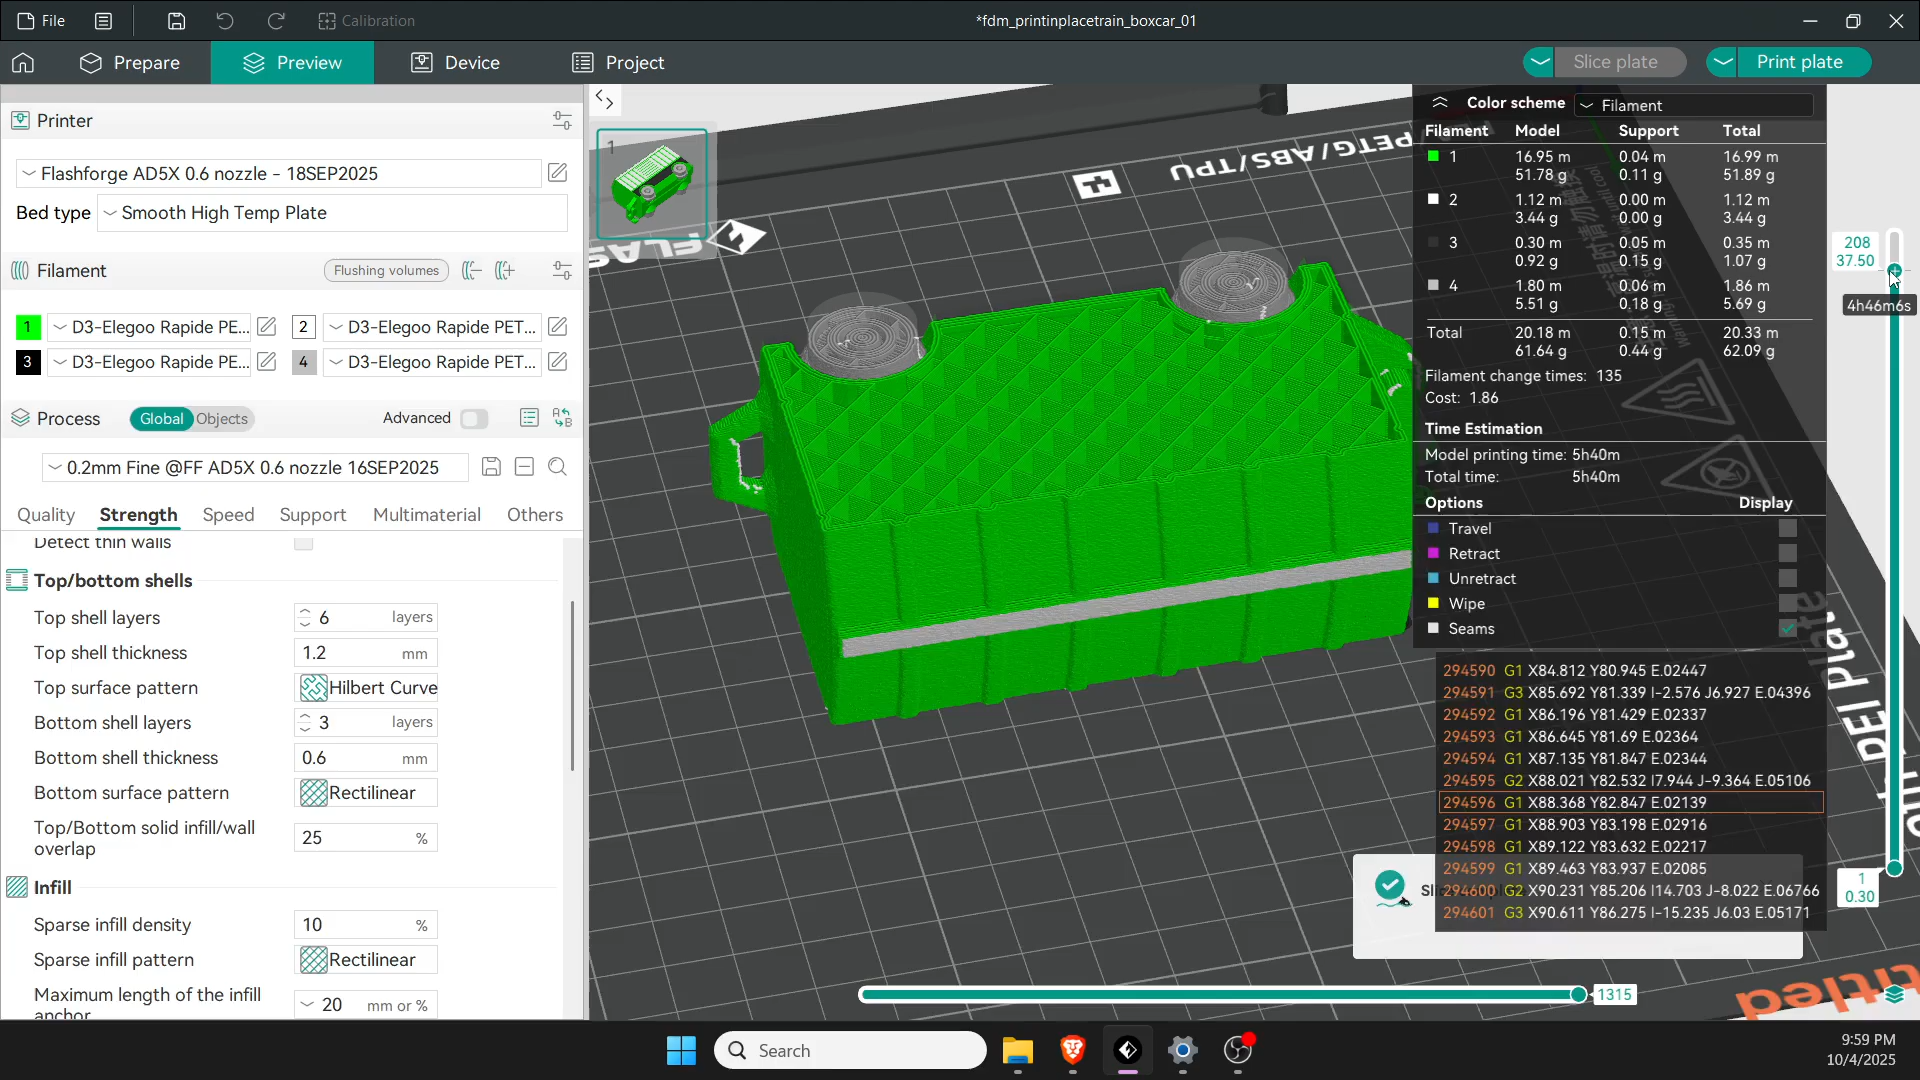 File
Calibration
*fdm_printinplacetrain_boxcar_01
Prepare
Preview
Device
Project
Slice plate
Print plate
Printer
Flashforge AD5X 0.6 nozzle - 18SEP2025
Bed type
Smooth High Temp Plate
Filament
Flushing volumes
1 D3-Elegoo Rapide PE...
2 D3-Elegoo Rapide PET...
3 D3-Elegoo Rapide PE...
4 D3-Elegoo Rapide PET...
Process
Global
Objects
Advanced
0.2mm Fine @FF AD5X 0.6 nozzle 16SEP2025
Quality
Strength
Speed
Support
Multimaterial
Others
Detect thin walls
Top/bottom shells
Top shell layers 6 layers
Top shell thickness 1.2 mm
Top surface pattern Hilbert Curve
Bottom shell layers 3 layers
Bottom shell thickness 0.6 mm
Bottom surface pattern Rectilinear
Top/Bottom solid infill/wall
overlap 25 %
Infill
Sparse infill density 10 %
Sparse infill pattern Rectilinear
Maximum length of the infill
anchor 20 mm or %
1
PETG/ABS/TPU
FLAS
Color scheme Filament
Filament Model Support Total
1 16.95 m 0.04 m 16.99 m
51.78 g 0.11 g 51.89 g
2 1.12 m 0.00 m 1.12 m
3.44 g 0.00 g 3.44 g
3 0.30 m 0.05 m 0.35 m
0.92 g 0.15 g 1.07 g
4 1.80 m 0.06 m 1.86 m
5.51 g 0.18 g 5.69 g
Total 20.18 m 0.15 m 20.33 m
61.64 g 0.44 g 62.09 g
Filament change times: 135
Cost: 1.86
Time Estimation
Model printing time: 5h40m
Total time: 5h40m
Options Display
Travel
Retract
Unretract
Wipe
Seams
294590 G1 X84.812 Y80.945 E.02447
294591 G3 X85.692 Y81.339 I-2.576 J6.927 E.04396
294592 G1 X86.196 Y81.429 E.02337
294593 G1 X86.645 Y81.69 E.02364
294594 G1 X87.135 Y81.847 E.02344
294595 G2 X88.021 Y82.532 I7.944 J-9.364 E.05106
294596 G1 X88.368 Y82.847 E.02139
294597 G1 X88.903 Y83.198 E.02916
294598 G1 X89.122 Y83.632 E.02217
294599 G1 X89.463 Y83.937 E.02085
294600 G2 X90.231 Y85.206 I14.703 J-8.022 E.06766
294601 G3 X90.611 Y86.275 I-15.235 J6.03 E.05171
208
37.50
4h46m6s
1
0.30
1315
Search
9:59 PM
10/4/2025